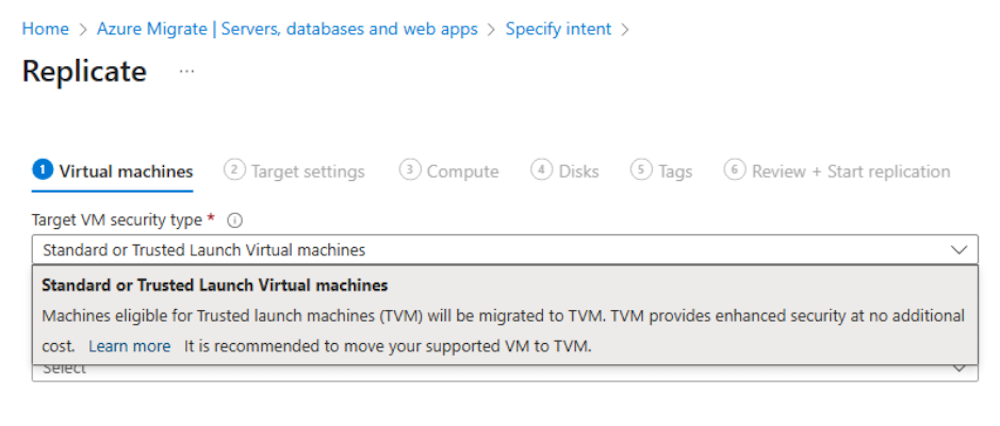 Home > Azure Migrate | Servers, databases and web apps > Specify intent >
Replicate ...
1 Virtual machines 2 Target settings 3 Compute 4 Disks 5 Tags 6 Review + Start replication
Target VM security type *
Standard or Trusted Launch Virtual machines
Standard or Trusted Launch Virtual machines
Machines eligible for Trusted launch machines (TVM) will be migrated to TVM. TVM provides enhanced security at no additional
cost. Learn more It is recommended to move your supported VM to TVM.
Select